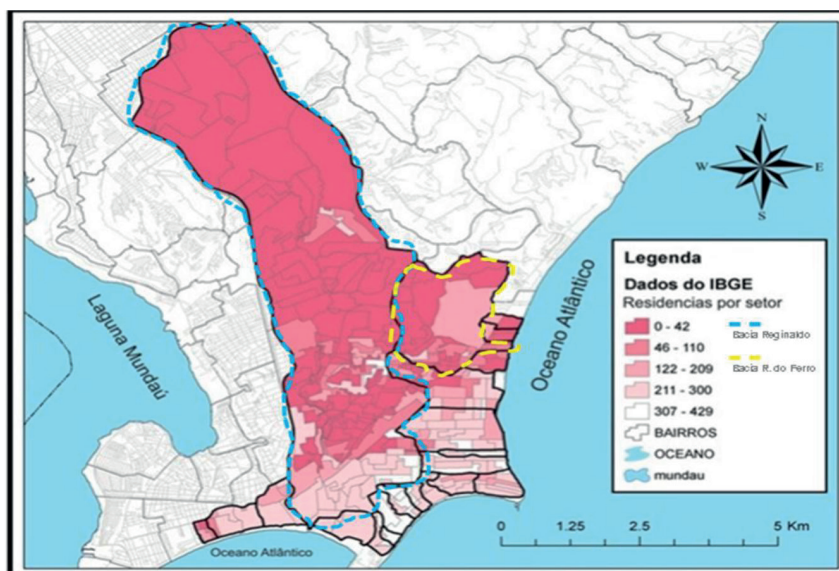 N
W
E
S
Laguna Mundaú
Oceano Atlântico
Oceano Atlântico
Legenda
Dados do IBGE
Residencias por setor
0 - 42
46 - 110
122 - 209
211 - 300
307 - 429
BAIRROS
OCEANO
mundau
Bacia Reginaldo
Bacia R. do Ferro
0
1.25
2.5
5 Km